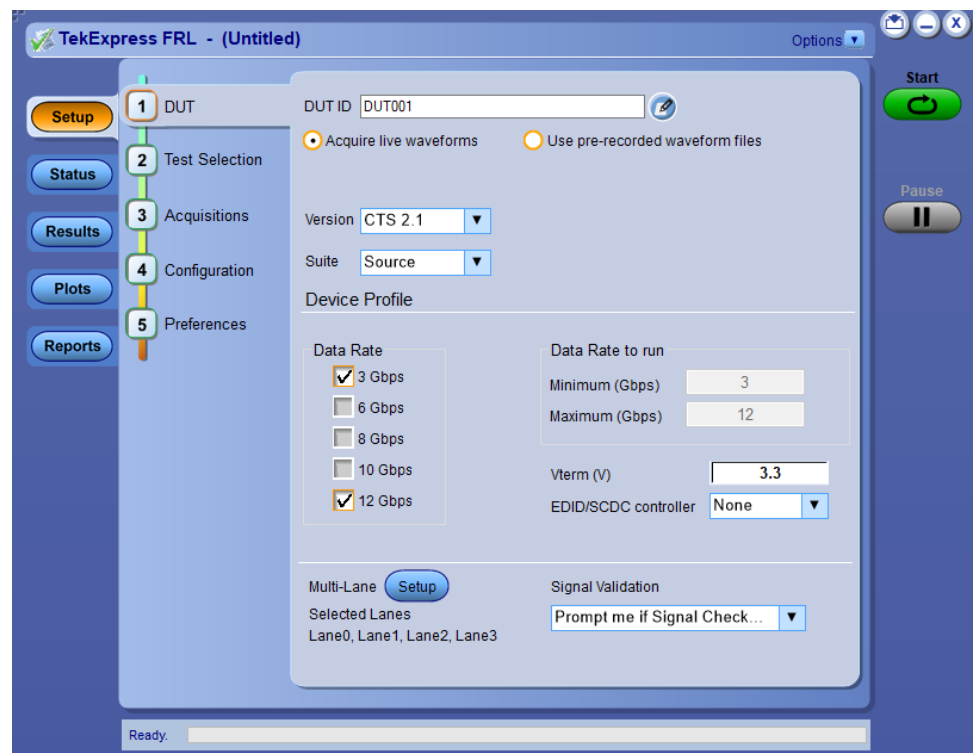 TekExpress FRL - (Untitled)
Options
Start
Pause
Setup
Status
Results
Plots
Reports
1 DUT
2 Test Selection
3 Acquisitions
4 Configuration
5 Preferences
DUT ID DUT001
Acquire live waveforms
Use pre-recorded waveform files
Version CTS 2.1
Suite Source
Device Profile
Data Rate
3 Gbps
6 Gbps
8 Gbps
10 Gbps
12 Gbps
Data Rate to run
Minimum (Gbps) 3
Maximum (Gbps) 12
Vterm (V) 3.3
EDID/SCDC controller None
Multi-Lane Setup
Selected Lanes
Lane0, Lane1, Lane2, Lane3
Signal Validation
Prompt me if Signal Check...
Ready.